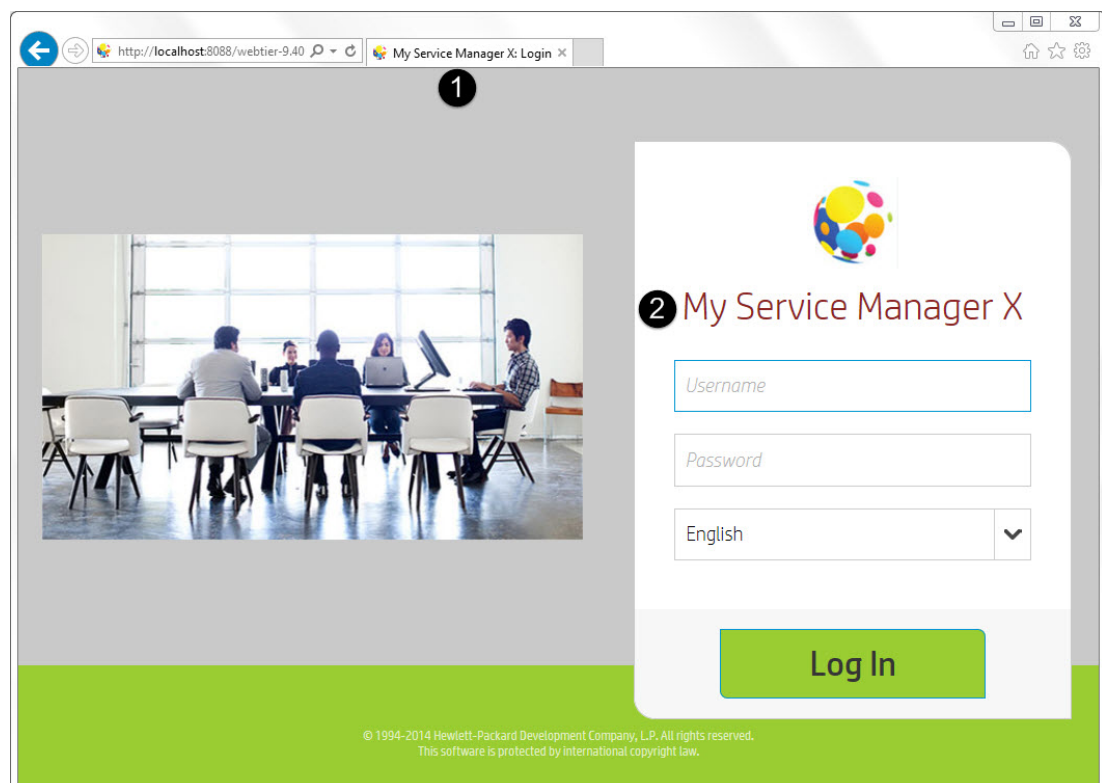 http://localhost:8088/webtier-9.40
My Service Manager X: Login
1
2
My Service Manager X
Username
Password
English
Log In
© 1994-2014 Hewlett-Packard Development Company, L.P. All rights reserved.
This software is protected by international copyright law.